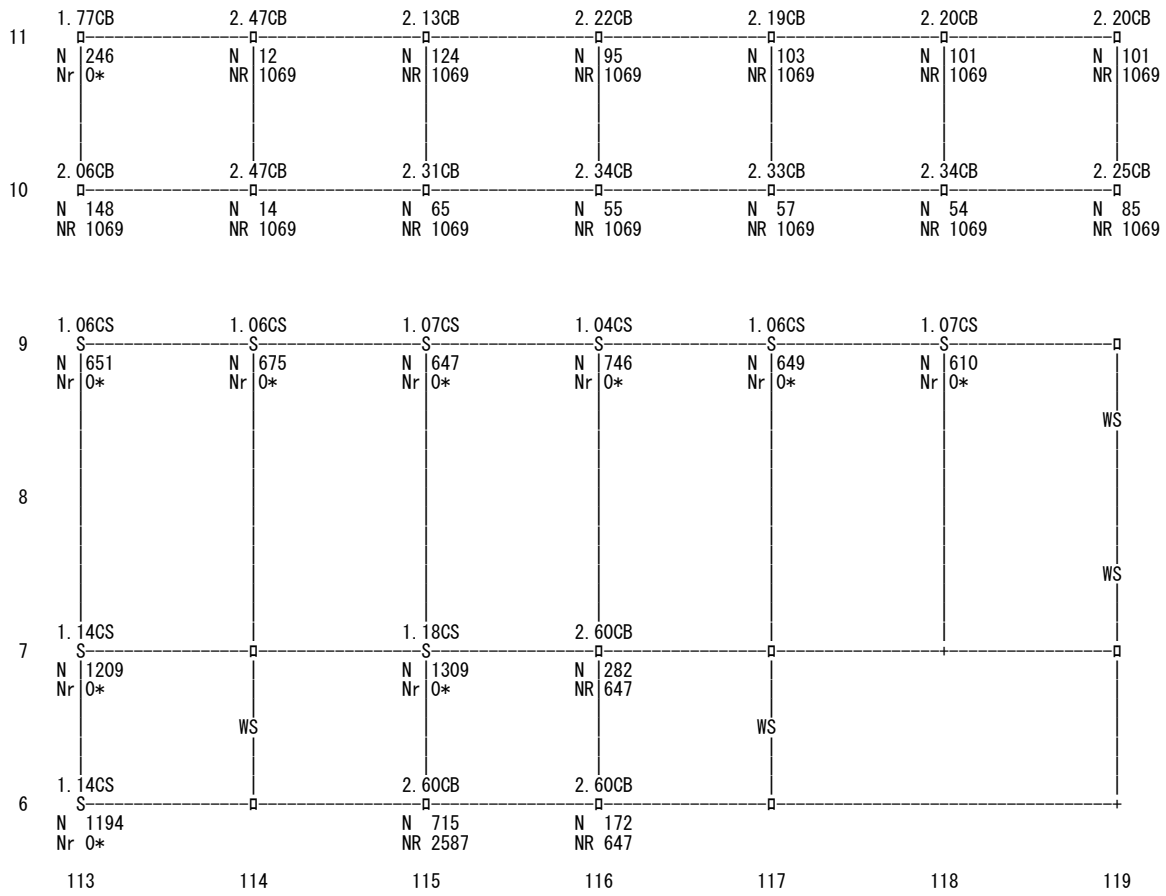 1.77CB 2.47CB 2.13CB 2.22CB 2.19CB 2.20CB 2.20CB
11
N 246 N 12 N 124 N 95 N 103 N 101 N 101
Nr 0* NR 1069 NR 1069 NR 1069 NR 1069 NR 1069 NR 1069
2.06CB 2.47CB 2.31CB 2.34CB 2.33CB 2.34CB 2.25CB
10
N 148 N 14 N 65 N 55 N 57 N 54 N 85
NR 1069 NR 1069 NR 1069 NR 1069 NR 1069 NR 1069 NR 1069
1.06CS 1.06CS 1.07CS 1.04CS 1.06CS 1.07CS
9 S S S S S S
N 651 N 675 N 647 N 746 N 649 N 610
Nr 0* Nr 0* Nr 0* Nr 0* Nr 0* Nr 0*
WS
8
WS
1.14CS 1.18CS 2.60CB
7 S S
N 1209 N 1309 N 282
Nr 0* Nr 0* NR 647
WS WS
1.14CS 2.60CB 2.60CB
6 S
N 1194 N 715 N 172
Nr 0* NR 2587 NR 647
113 114 115 116 117 118 119